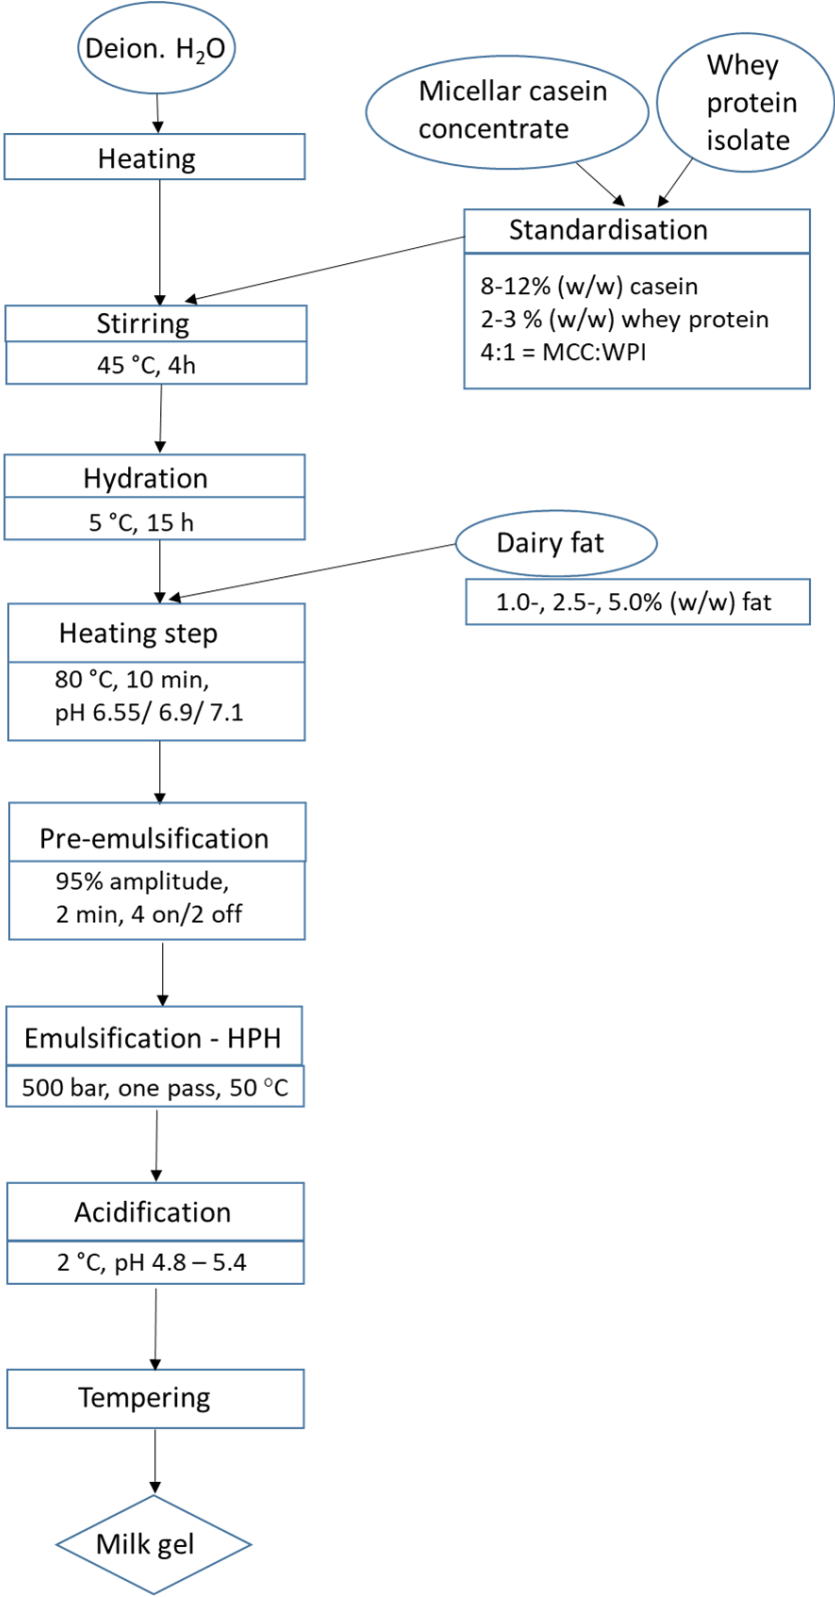 Deion. H₂O
Micellar casein
concentrate
Whey
protein
isolate
Heating
Standardisation
8-12% (w/w) casein
2-3 % (w/w) whey protein
4:1 = MCC:WPI
Stirring
45 °C, 4h
Hydration
5 °C, 15 h
Dairy fat
1.0-, 2.5-, 5.0% (w/w) fat
Heating step
80 °C, 10 min,
pH 6.55/ 6.9/ 7.1
Pre-emulsification
95% amplitude,
2 min, 4 on/2 off
Emulsification - HPH
500 bar, one pass, 50 °C
Acidification
2 °C, pH 4.8 – 5.4
Tempering
Milk gel